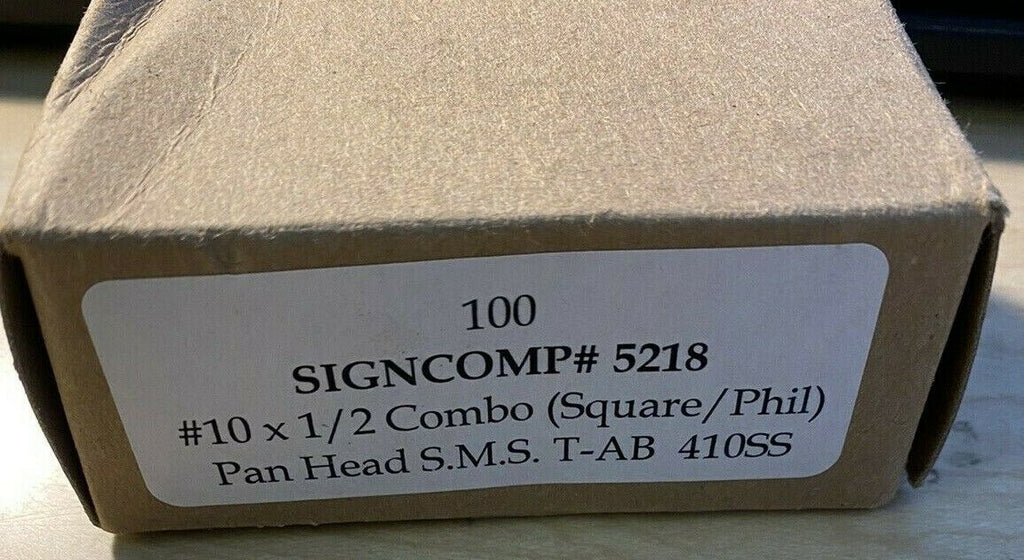 100
SIGNCOMP# 5218
#10 x 1/2 Combo (Square/Phil)
Pan Head S.M.S. T-AB 410SS